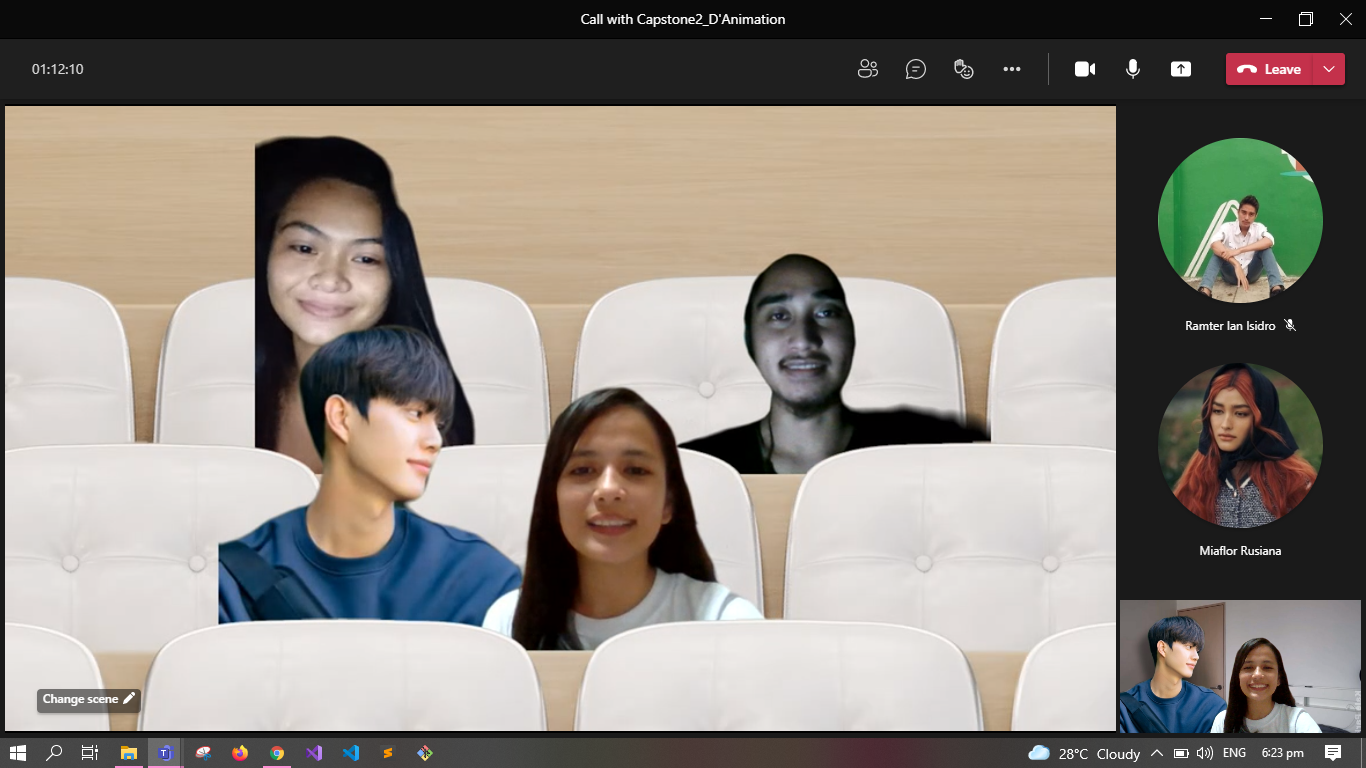 Call with Capstone2_D'Animation
01:12:10
Leave
Ramter Ian Isidro
Miaflor Rusiana
Change scene
28°C Cloudy
ENG
6:23 pm